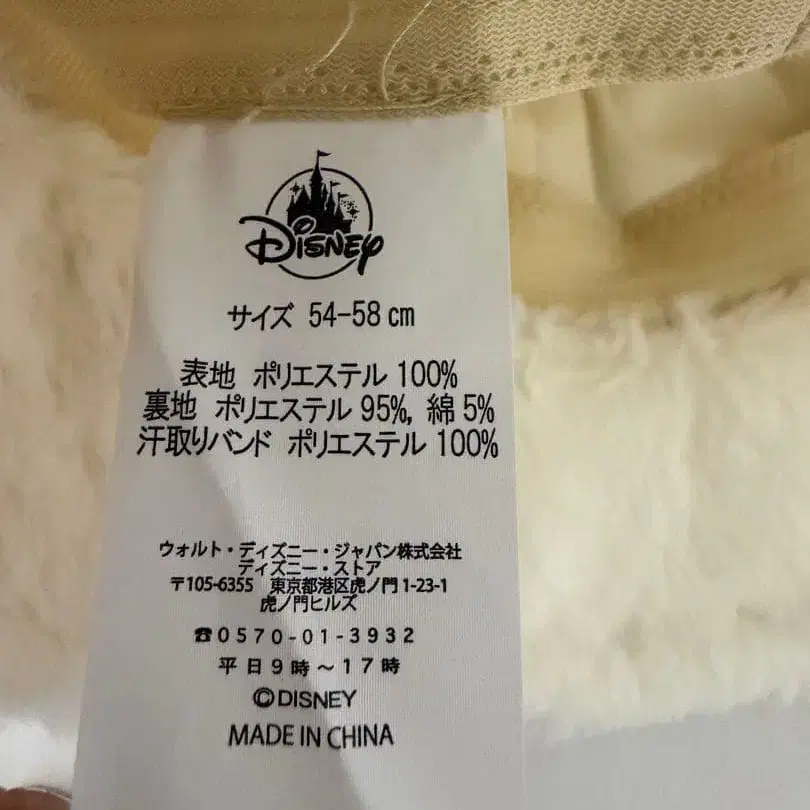 Disney
サイズ 54-58 cm
表地 ポリエステル 100%
裏地 ポリエステル 95%, 綿 5%
汗取りバンド ポリエステル 100%
ウォルト・ディズニー・ジャパン株式会社
ディズニー・ストア
〒105-6355 東京都港区虎ノ門 1-23-1
虎ノ門ヒルズ
☎0570-01-3932
平日9時～17時
©DISNEY
MADE IN CHINA